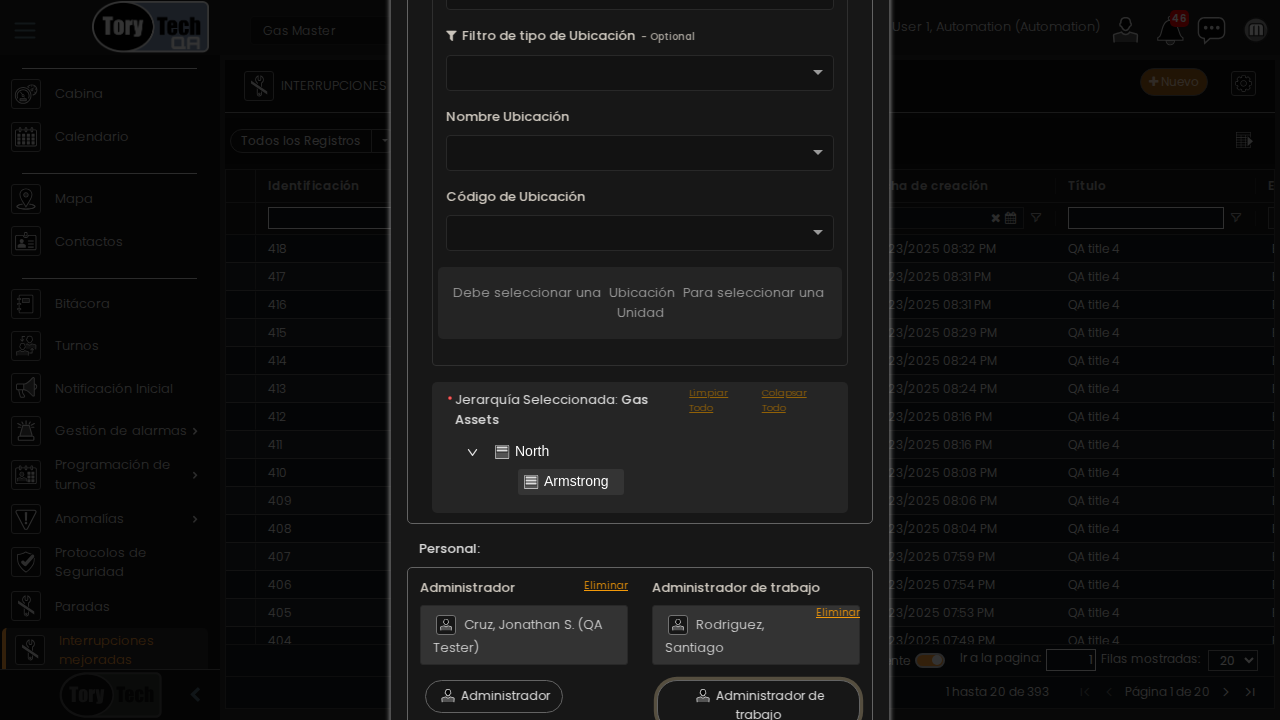 Tory Tech
QA
Gas Master
User 1, Automation (Automation)
46
m
Cabina
Calendario
Mapa
Contactos
Bitácora
Turnos
Notificación Inicial
Gestión de alarmas
Programación de
turnos
Anomalías
Protocolos de
Seguridad
Paradas
Interrupciones
mejoradas
Tory Tech
INTERRUPCIONES
Nuevo
Todos los Registros
Identificación
ha de creación
Título
418
23/2025 08:32 PM
QA title 4
417
23/2025 08:31 PM
QA title 4
416
23/2025 08:31 PM
QA title 4
415
23/2025 08:29 PM
QA title 4
414
23/2025 08:24 PM
QA title 4
413
23/2025 08:24 PM
QA title 4
412
23/2025 08:16 PM
QA title 4
411
23/2025 08:16 PM
QA title 4
410
23/2025 08:08 PM
QA title 4
409
23/2025 08:06 PM
QA title 4
408
23/2025 08:04 PM
QA title 4
407
23/2025 07:59 PM
QA title 4
406
23/2025 07:54 PM
QA title 4
405
23/2025 07:53 PM
QA title 4
404
23/2025 07:49 PM
QA title 4
nte
Ir a la pagina:
1
Filas mostradas:
20
1 hasta 20 de 393
Página 1 de 20
Filtro de tipo de Ubicación - Optional
Nombre Ubicación
Código de Ubicación
Debe seleccionar una Ubicación Para seleccionar una
Unidad
* Jerarquía Seleccionada: Gas
Assets
Limpiar
Todo
Colapsar
Todo
North
Armstrong
Personal:
Administrador
Eliminar
Cruz, Jonathan S. (QA
Tester)
Administrador
Administrador de trabajo
Eliminar
Rodriguez,
Santiago
Administrador de
trabajo